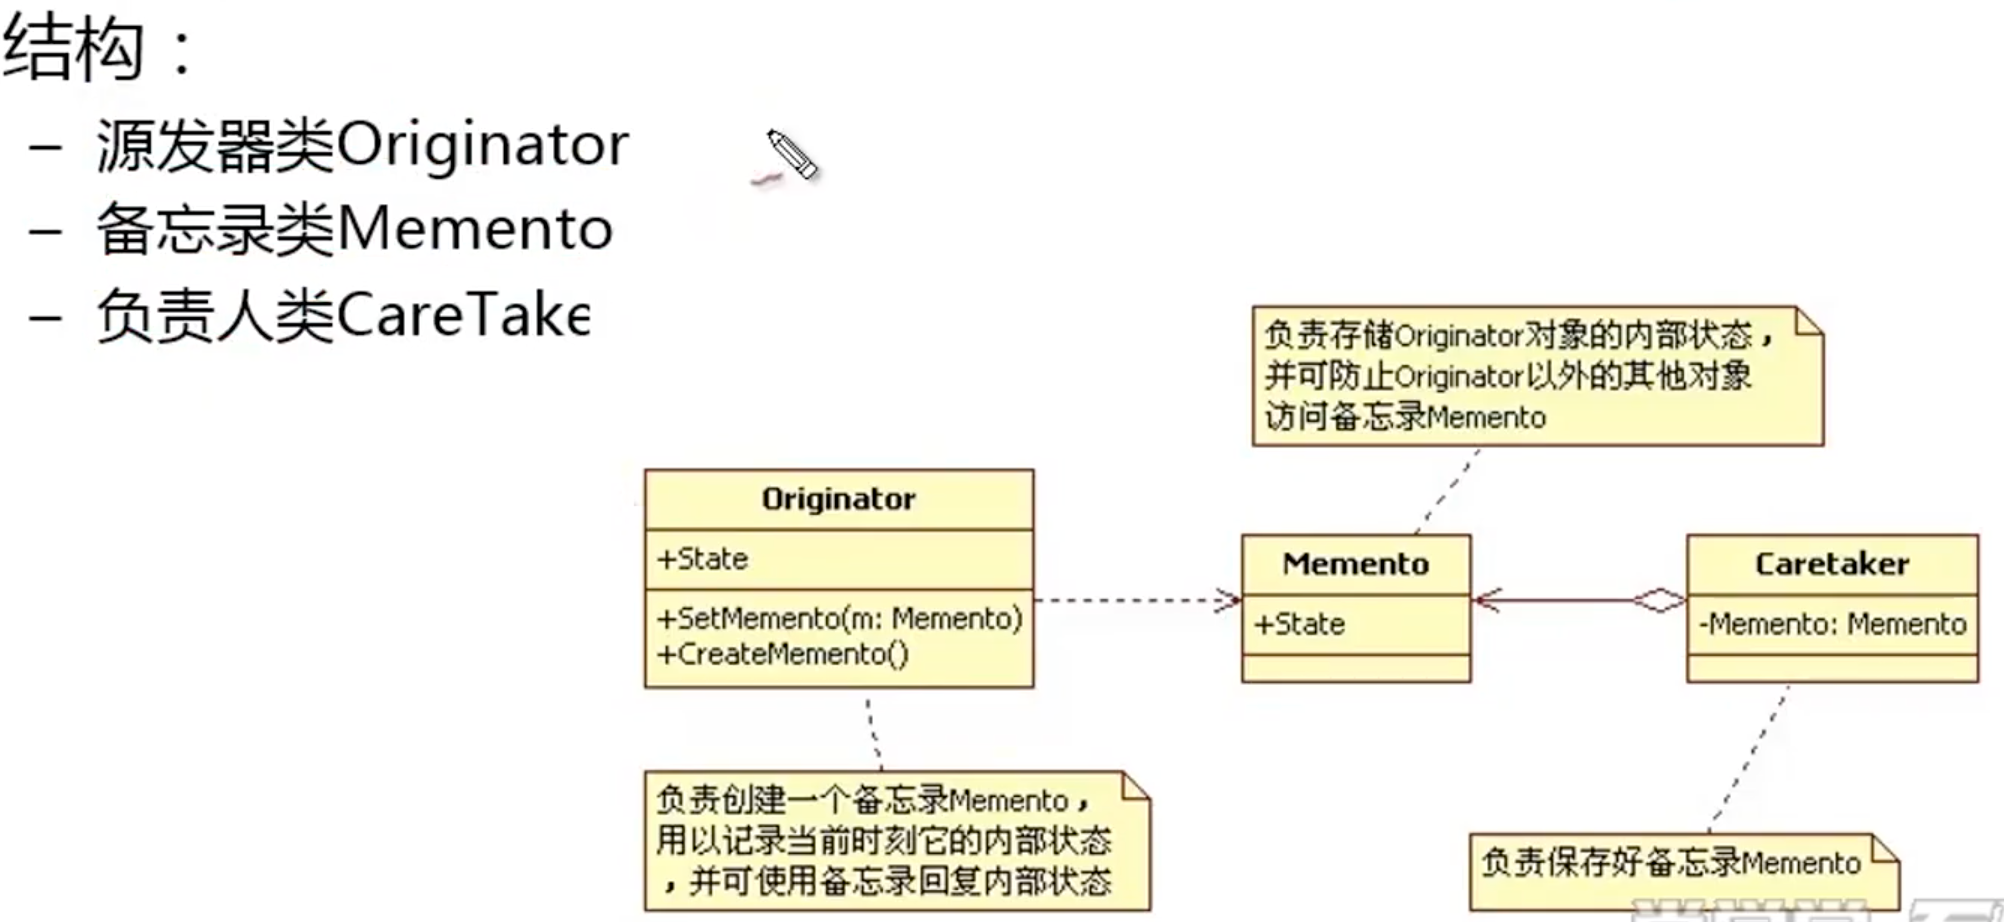 结构：
– 源发器类Originator
– 备忘录类Memento
– 负责人类CareTake
负责存储Originator对象的内部状态，
并可防止Originator以外的其他对象
访问备忘录Memento
Originator
+State
+SetMemento(m: Memento)
+CreateMemento()
Memento
+State
Caretaker
-Memento: Memento
负责创建一个备忘录Memento，
用以记录当前时刻它的内部状态
，并可使用备忘录回复内部状态
负责保存好备忘录Memento